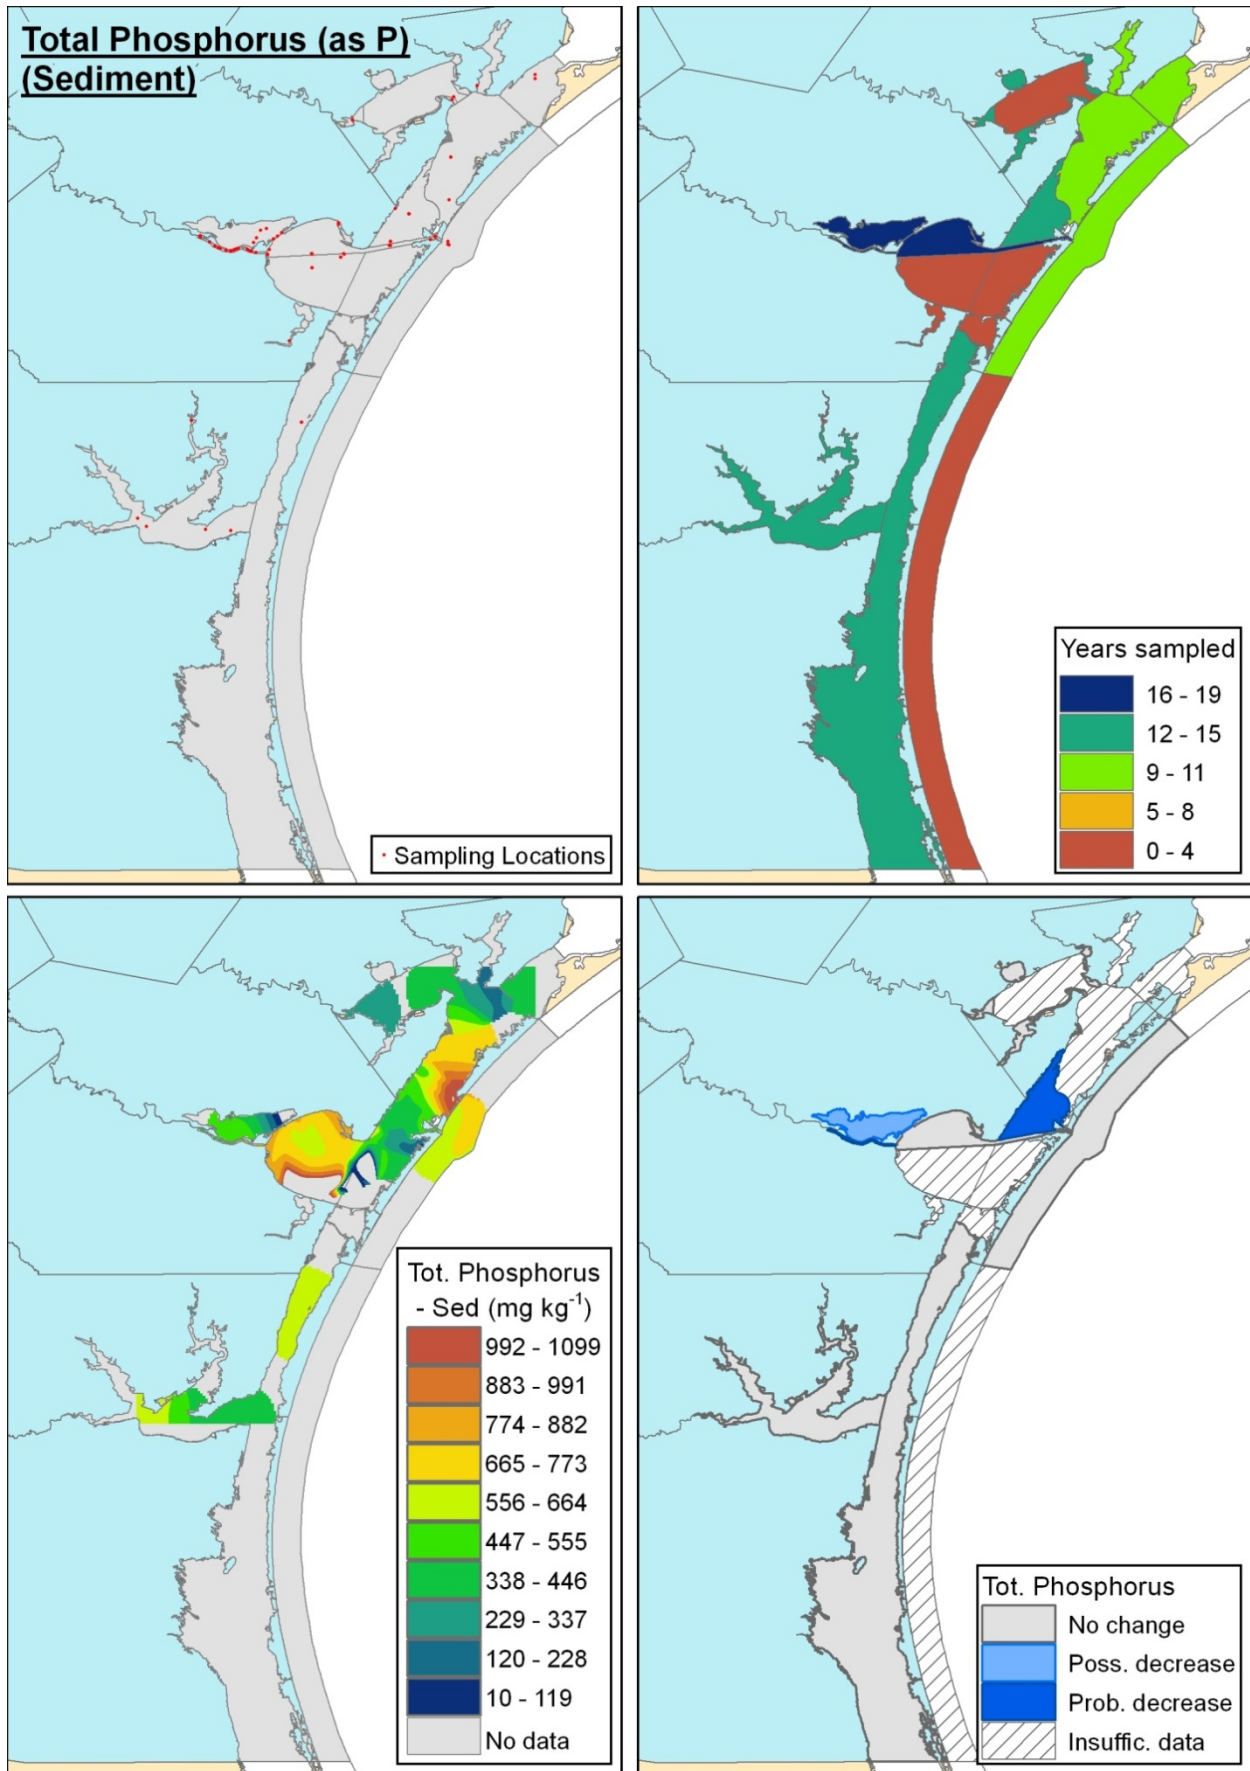 Total Phosphorus (as P)
(Sediment)
· Sampling Locations
Years sampled
16 - 19
12 - 15
9 - 11
5 - 8
0 - 4
Tot. Phosphorus
- Sed (mg kg⁻¹)
992 - 1099
883 - 991
774 - 882
665 - 773
556 - 664
447 - 555
338 - 446
229 - 337
120 - 228
10 - 119
No data
Tot. Phosphorus
No change
Poss. decrease
Prob. decrease
Insuffic. data